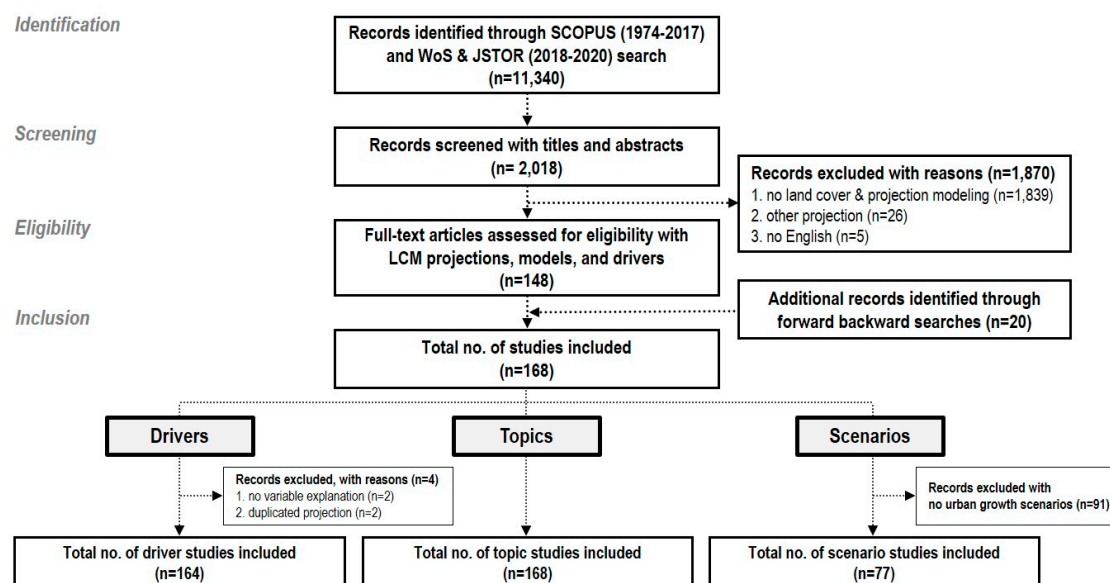 Identification
Records identified through SCOPUS (1974-2017)
and WoS & JSTOR (2018-2020) search
(n=11,340)
Screening
Records screened with titles and abstracts
(n= 2,018)
Records excluded with reasons (n=1,870)
1. no land cover & projection modeling (n=1,839)
2. other projection (n=26)
3. no English (n=5)
Eligibility
Full-text articles assessed for eligibility with
LCM projections, models, and drivers
(n=148)
Additional records identified through
forward backward searches (n=20)
Inclusion
Total no. of studies included
(n=168)
Drivers
Topics
Scenarios
Records excluded, with reasons (n=4)
1. no variable explanation (n=2)
2. duplicated projection (n=2)
Records excluded with
no urban growth scenarios (n=91)
Total no. of driver studies included
(n=164)
Total no. of topic studies included
(n=168)
Total no. of scenario studies included
(n=77)